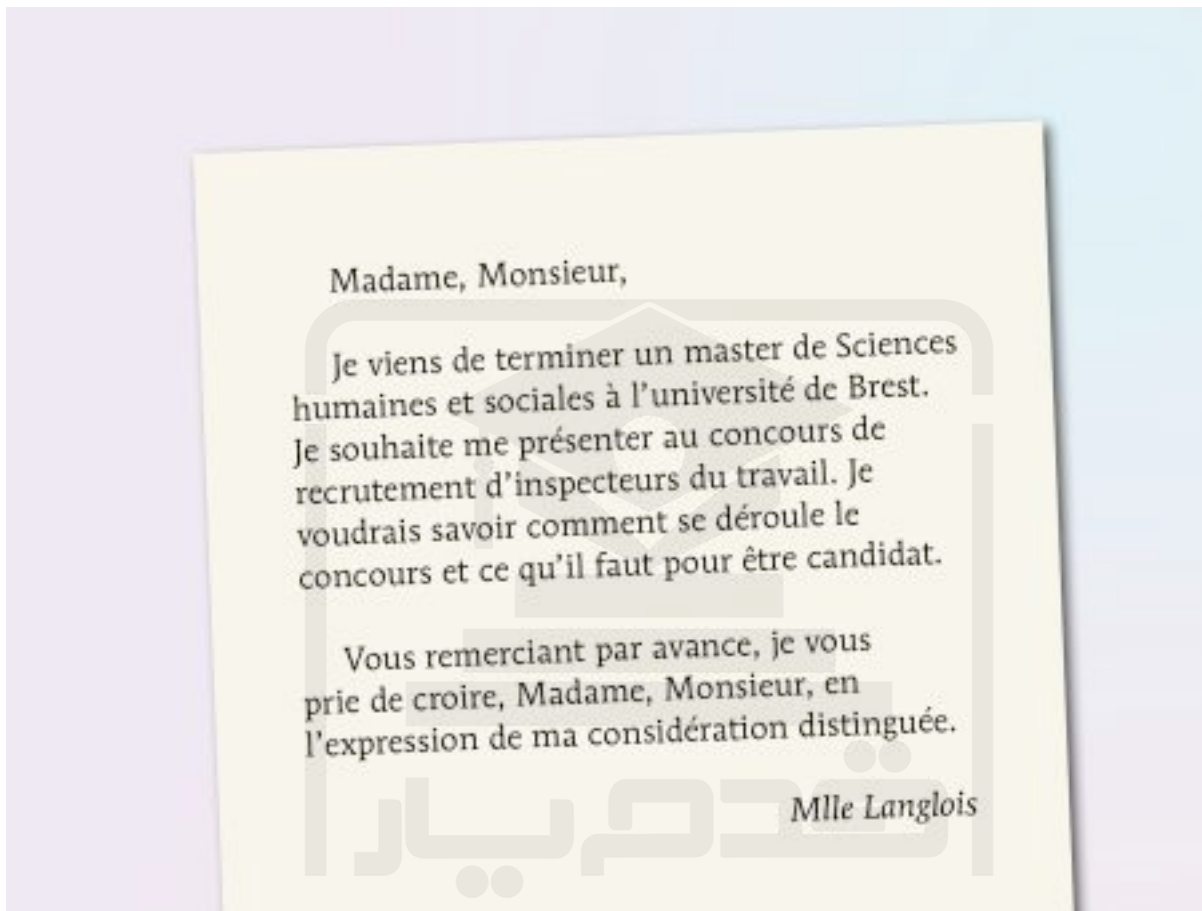 Madame, Monsieur,
Je viens de terminer un master de Sciences
humaines et sociales à l'université de Brest.
Je souhaite me présenter au concours de
recrutement d'inspecteurs du travail. Je
voudrais savoir comment se déroule le
concours et ce qu'il faut pour être candidat.
Vous remerciant par avance, je vous
prie de croire, Madame, Monsieur, en
l'expression de ma considération distinguée.
Mlle Langlois
قدم یار